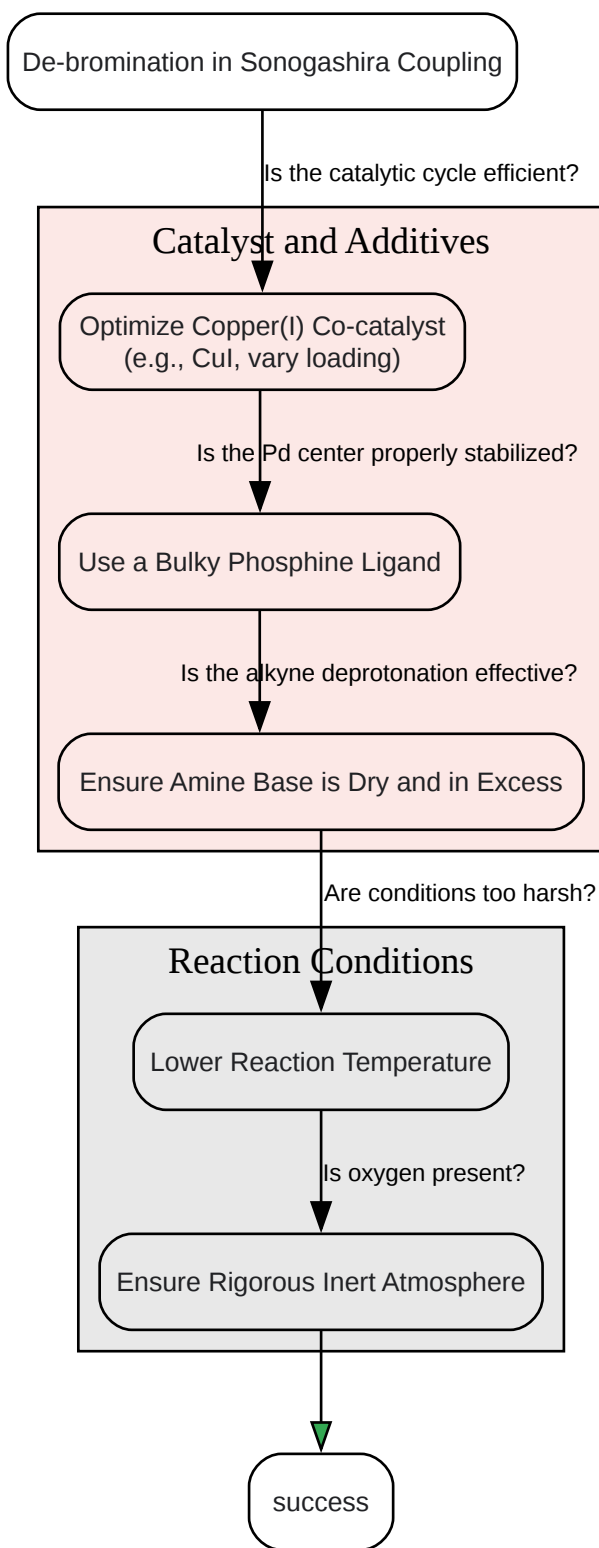 De-bromination in Sonogashira Coupling
Is the catalytic cycle efficient?
Catalyst and Additives
Optimize Copper(I) Co-catalyst
(e.g., CuI, vary loading)
Is the Pd center properly stabilized?
Use a Bulky Phosphine Ligand
Is the alkyne deprotonation effective?
Ensure Amine Base is Dry and in Excess
Are conditions too harsh?
Reaction Conditions
Lower Reaction Temperature
Is oxygen present?
Ensure Rigorous Inert Atmosphere
success